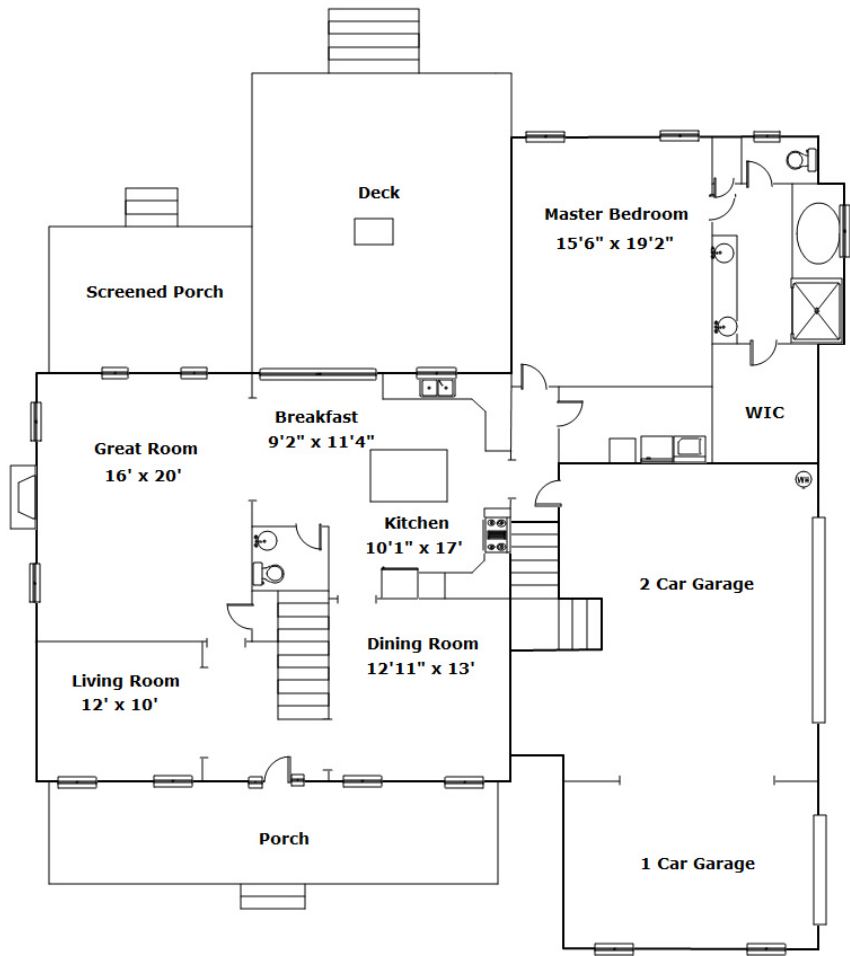 Deck
Master Bedroom
15'6" x 19'2"
Screened Porch
Breakfast
9'2" x 11'4"
WIC
Great Room
16' x 20'
WH
Kitchen
10'1" x 17'
2 Car Garage
Dining Room
12'11" x 13'
Living Room
12' x 10'
Porch
1 Car Garage